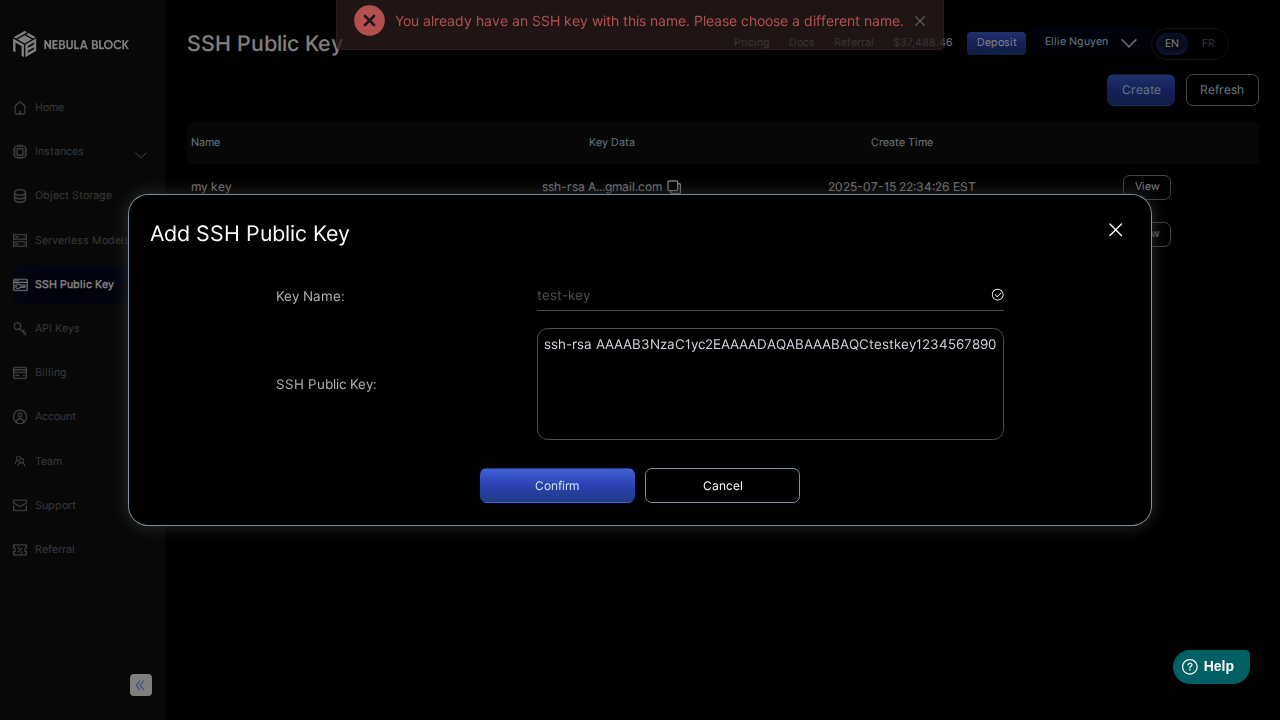 You already have an SSH key with this name. Please choose a different name.
NEBULA BLOCK
SSH Public Key
Pricing
Docs
Referral
$37,488.46
Deposit
Ellie Nguyen
EN
FR
Create
Refresh
Home
Instances
Object Storage
Serverless Models
SSH Public Key
API Keys
Billing
Account
Team
Support
Referral
Name
Key Data
Create Time
my key
ssh-rsa A...gmail.com
2025-07-15 22:34:26 EST
View
Add SSH Public Key
Key Name:
test-key
SSH Public Key:
ssh-rsa AAAAB3NzaC1yc2EAAAADAQABAAABAQCtestkey1234567890
Confirm
Cancel
Help